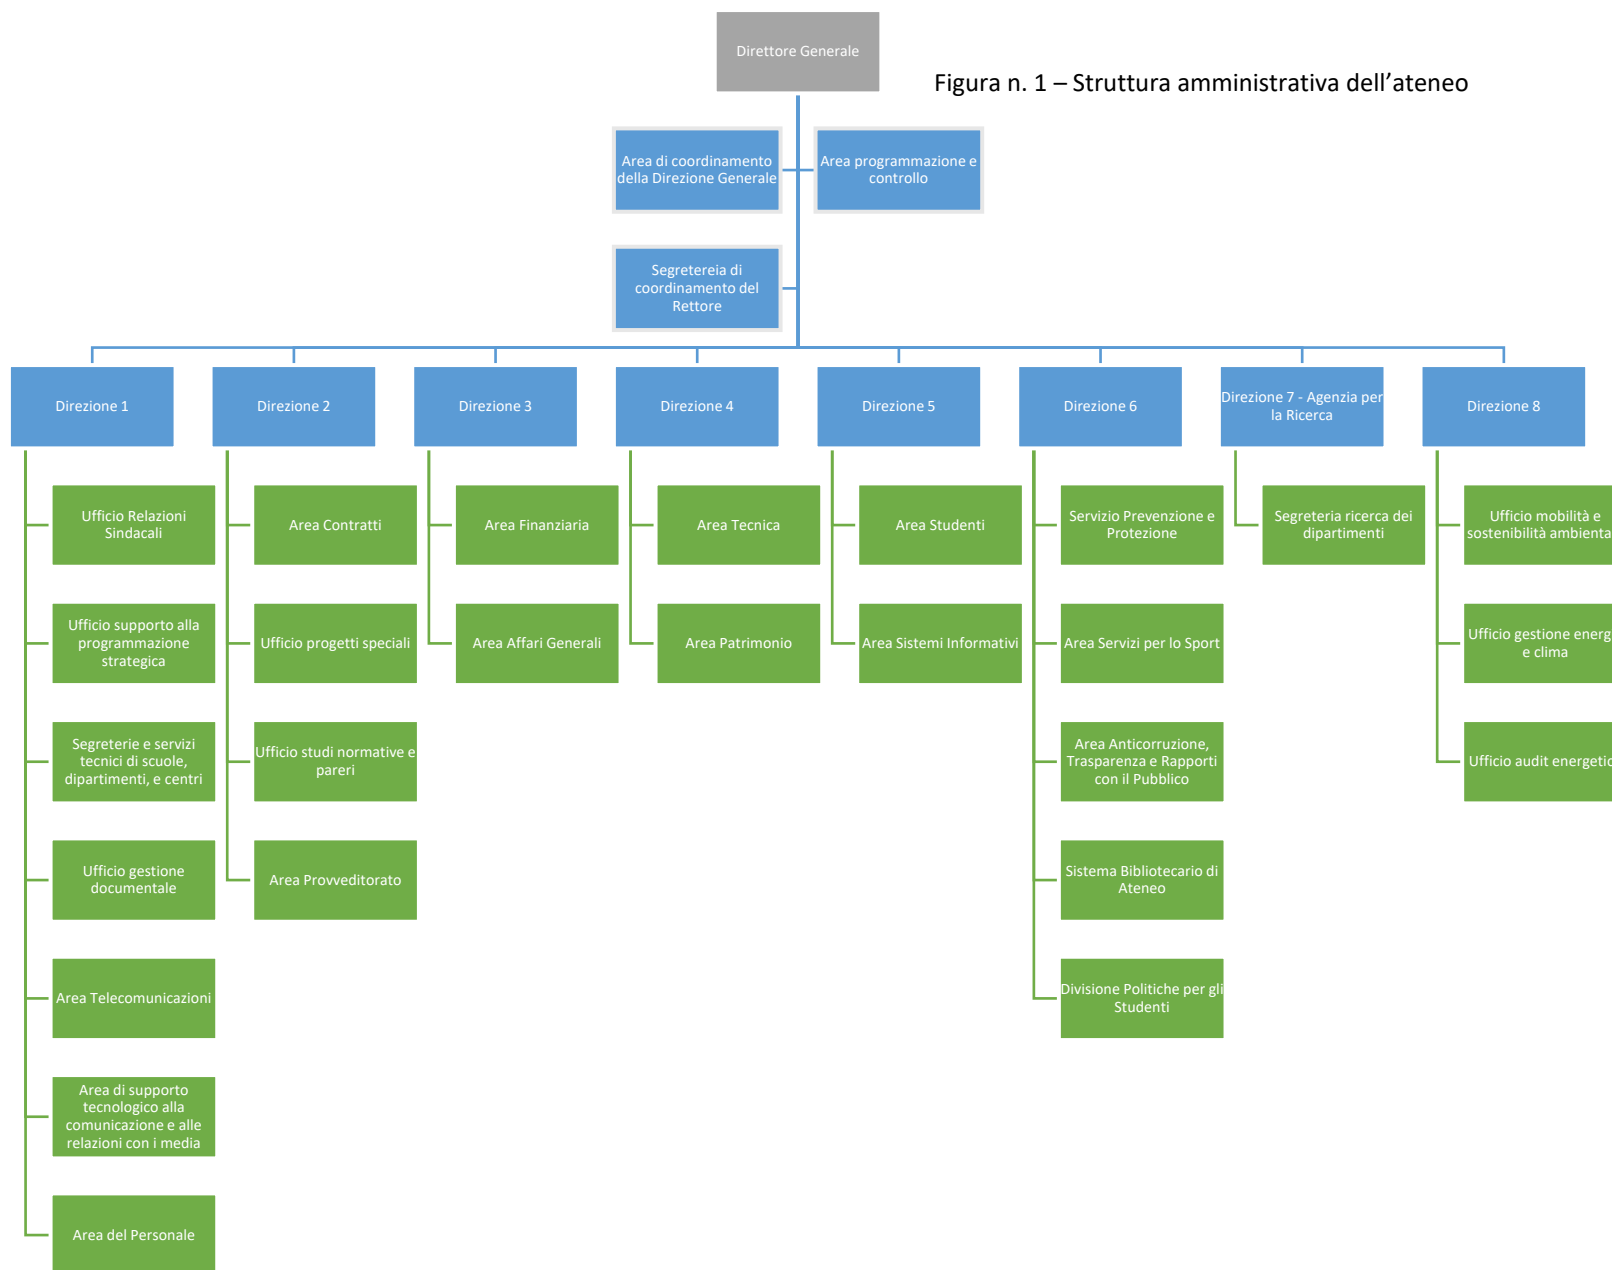 Direttore Generale
Figura n. 1 – Struttura amministrativa dell'ateneo
Area di coordinamento
della Direzione Generale
Area programmazione e
controllo
Segretereia di
coordinamento del
Rettore
Direzione 1
Direzione 2
Direzione 3
Direzione 4
Direzione 5
Direzione 6
Direzione 7 - Agenzia per
la Ricerca
Direzione 8
Ufficio Relazioni
Sindacali
Ufficio supporto alla
programmazione
strategica
Segreterie e servizi
tecnici di scuole,
dipartimenti, e centri
Ufficio gestione
documentale
Area Telecomunicazioni
Area di supporto
tecnologico alla
comunicazione e alle
relazioni con i media
Area del Personale
Area Contratti
Ufficio progetti speciali
Ufficio studi normative e
pareri
Area Provveditorato
Area Finanziaria
Area Affari Generali
Area Tecnica
Area Patrimonio
Area Studenti
Area Sistemi Informativi
Servizio Prevenzione e
Protezione
Area Servizi per lo Sport
Area Anticorruzione,
Trasparenza e Rapporti
con il Pubblico
Sistema Bibliotecario di
Ateneo
Divisione Politiche per gli
Studenti
Segreteria ricerca dei
dipartimenti
Ufficio mobilità e
sostenibilità ambienta
Ufficio gestione energ
e clima
Ufficio audit energetic